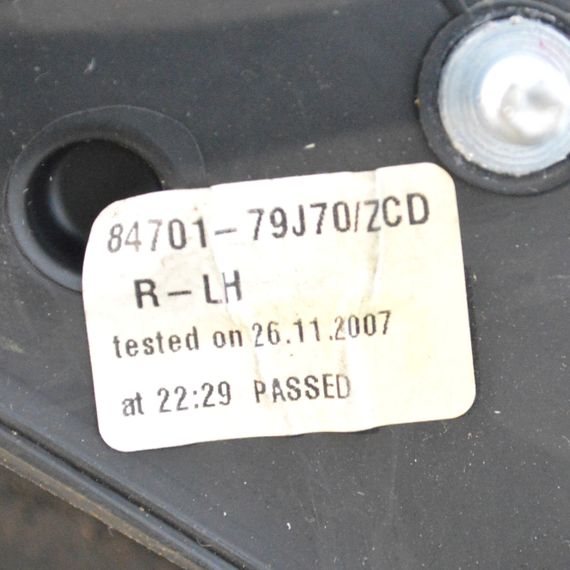 84701-79J70/ZCD
R-LH
tested on 26.11.2007
at 22:29 PASSED